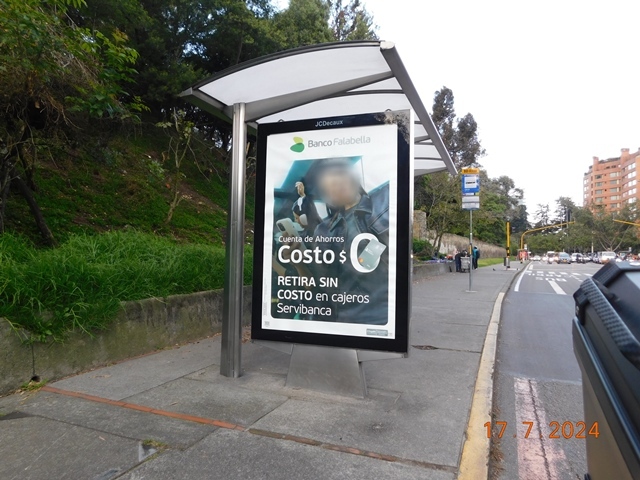 JCDecaux
Banco Falabella
Cuenta de Ahorros
Costo $0
RETIRA SIN
COSTO en cajeros
Servibanca
17 7 2024